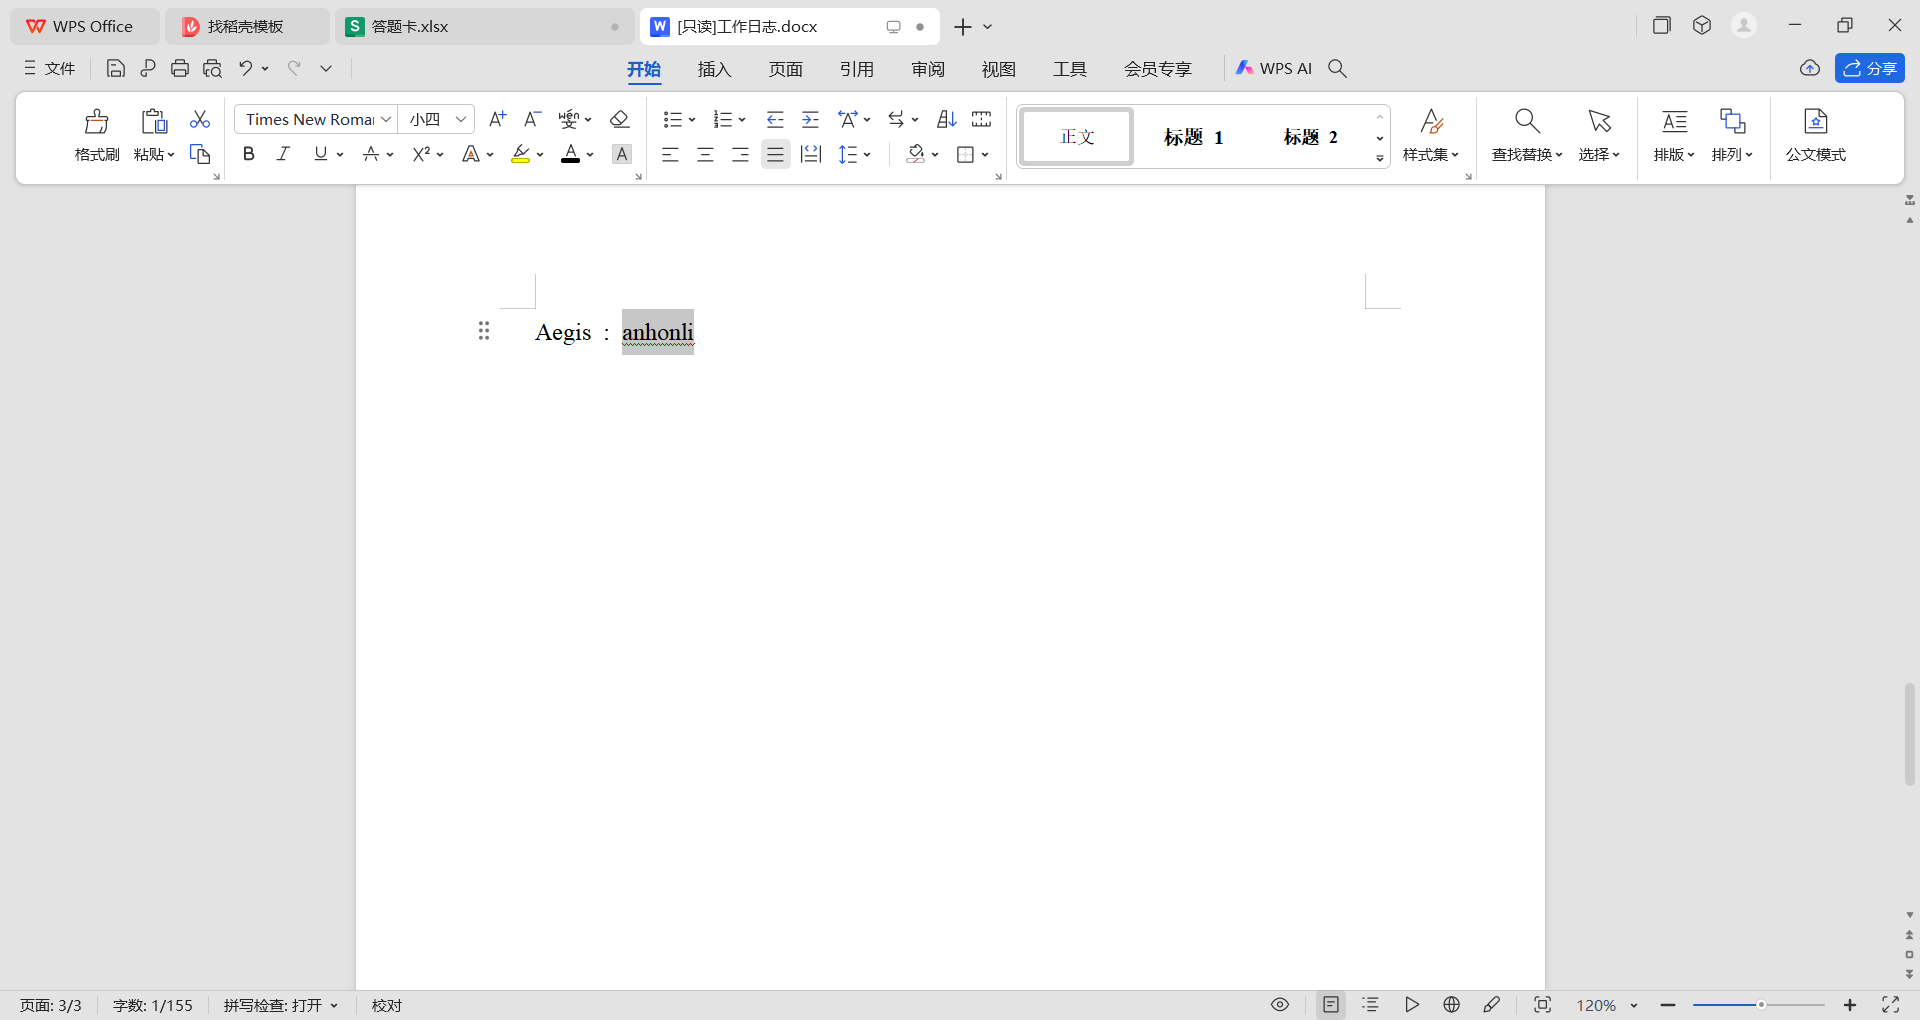 WPS Office 找稻壳模板 答题卡.xlsx [只读]工作日志.docx
文件 开始 插入 页面 引用 审阅 视图 工具 会员专享 WPS AI 分享
Times New Roma 小四
格式刷 粘贴 正文 标题 1 标题 2 样式集 查找替换 选择 排版 排列 公文模式
Aegis : anhonli
页面: 3/3 字数: 1/155 拼写检查: 打开 校对 120%